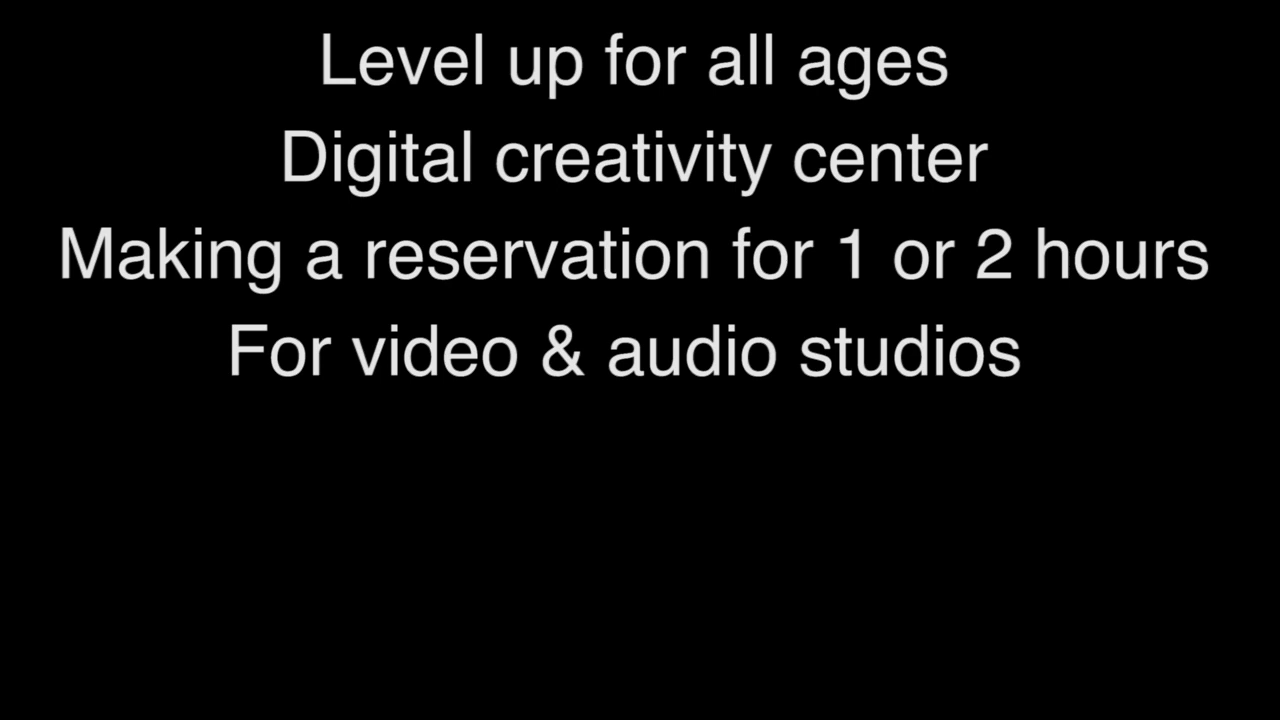 Level up for all ages
Digital creativity center
Making a reservation for 1 or 2 hours
For video & audio studios